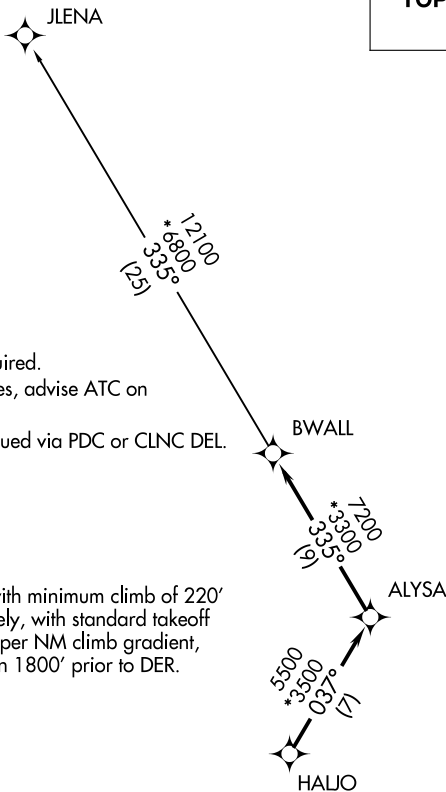 TOP
JLENA
12100
*6800
335°
(25)
uired.
es, advise ATC on
ued via PDC or CLNC DEL.
BWALL
7200
*3300
335°
(9)
with minimum climb of 220'
ely, with standard takeoff
per NM climb gradient,
n 1800' prior to DER.
ALYSA
5500
*3500
037°
(7)
HALJO